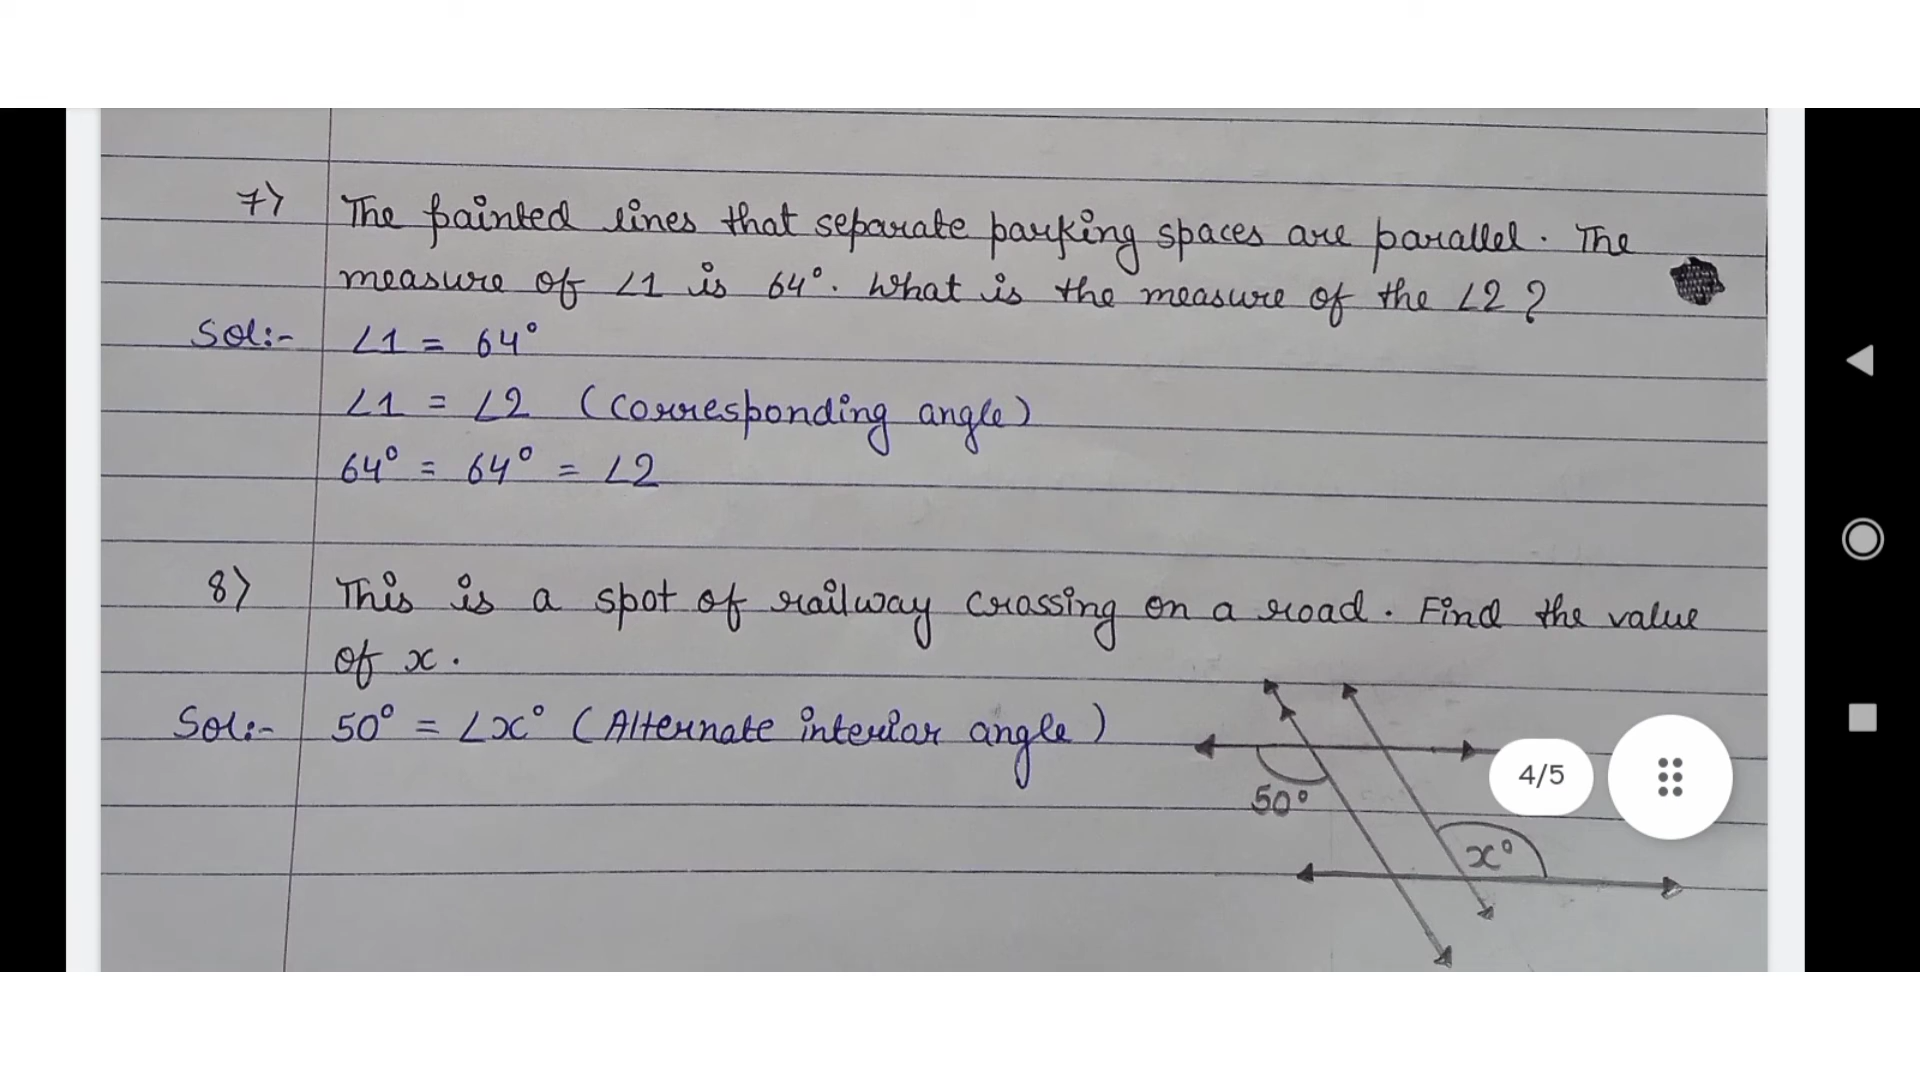 7) The painted lines that separate parking spaces are parallel. The
measure of ∠1 is 64°. What is the measure of the ∠2?
Sol:- ∠1 = 64°
∠1 = ∠2 (Corresponding angle)
64° = 64° = ∠2
8) This is a spot of railway crossing on a road. Find the value
of x.
Sol:- 50° = ∠x° (Alternate interior angle)
50°
x°
4/5